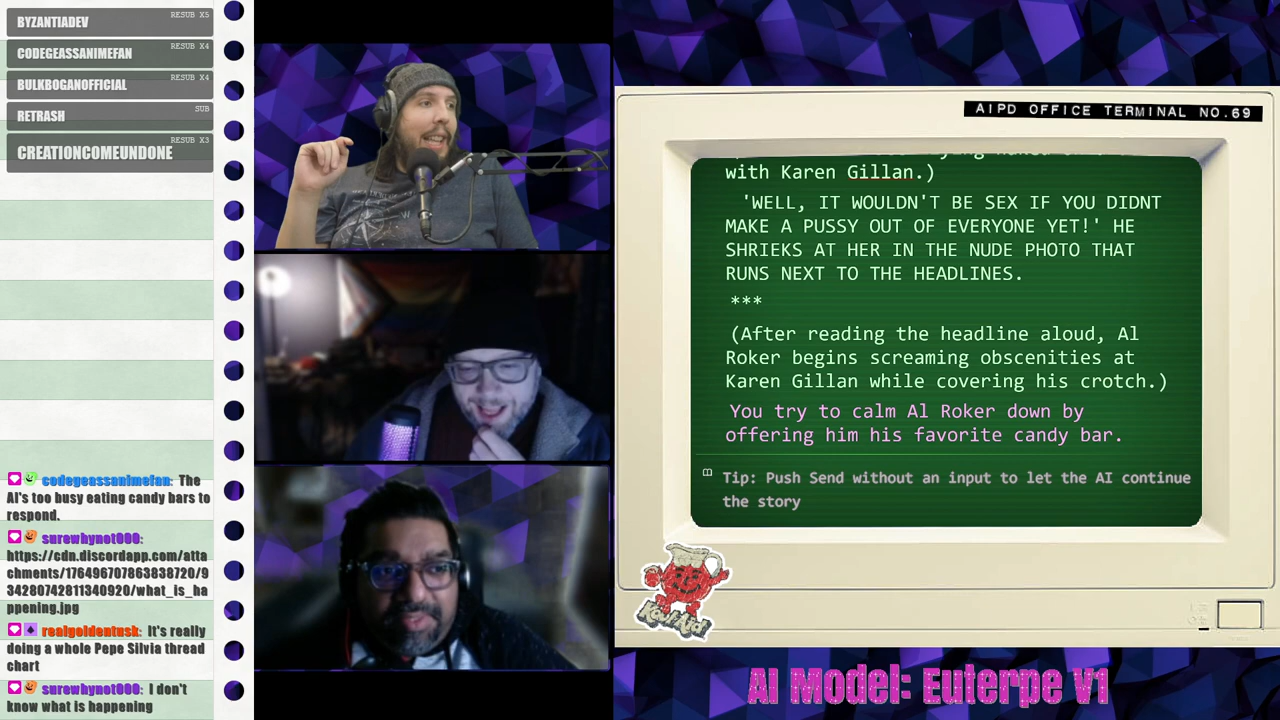 BYZANTIADEV
RESUB X5
CODEGEASSANIMEFAN
RESUB X4
BULKBOGANOFFICIAL
RESUB X4
RETRASH
SUB
CREATIONCOMEUNDONE
RESUB X3
codegeassanimefan: The
AI's too busy eating candy bars to
respond.
surewhynot000:
https://cdn.discordapp.com/atta
chments/176496707863838720/9
34280742811340920/what_is_ha
ppening.jpg
realgoldentusk: It's really
doing a whole Pepe Silvia thread
chart
surewhynot000: I don't
know what is happening
AIPD OFFICE TERMINAL NO.69
with Karen Gillan.)
'WELL, IT WOULDN'T BE SEX IF YOU DIDNT
MAKE A PUSSY OUT OF EVERYONE YET!' HE
SHRIEKS AT HER IN THE NUDE PHOTO THAT
RUNS NEXT TO THE HEADLINES.
***
(After reading the headline aloud, Al
Roker begins screaming obscenities at
Karen Gillan while covering his crotch.)
You try to calm Al Roker down by
offering him his favorite candy bar.
Tip: Push Send without an input to let the AI continue
the story
Kool-Aid
AI Model: Euterpe V1